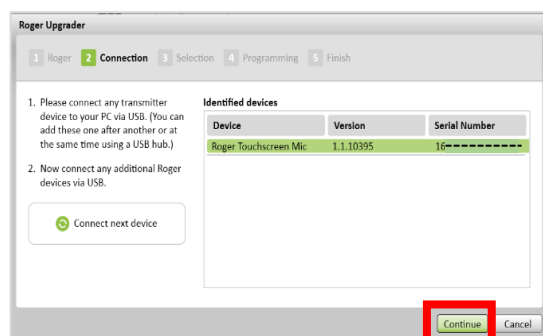 Roger Upgrader
1 Roger 2 Connection 3 Selection 4 Programming 5 Finish
1. Please connect any transmitter
device to your PC via USB. (You can
add these one after another or at
the same time using a USB hub.)
2. Now connect any additional Roger
devices via USB.
Connect next device
Identified devices
Device Version Serial Number
Roger Touchscreen Mic 1.1.10395 16----------
Continue Cancel